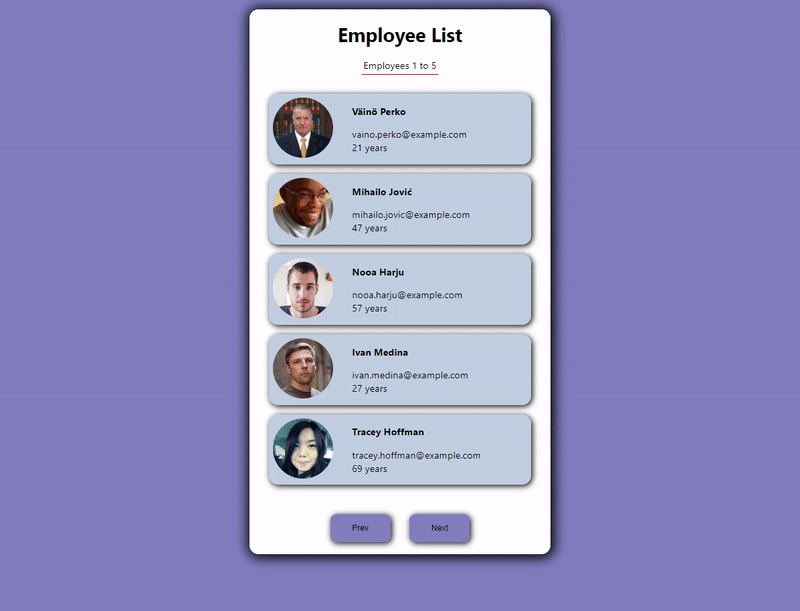 Employee List
Employees 1 to 5
Väinö Perko
vaino.perko@example.com
21 years
Mihailo Jović
mihailo.jovic@example.com
47 years
Nooa Harju
nooa.harju@example.com
57 years
Ivan Medina
ivan.medina@example.com
27 years
Tracey Hoffman
tracey.hoffman@example.com
69 years
Prev
Next